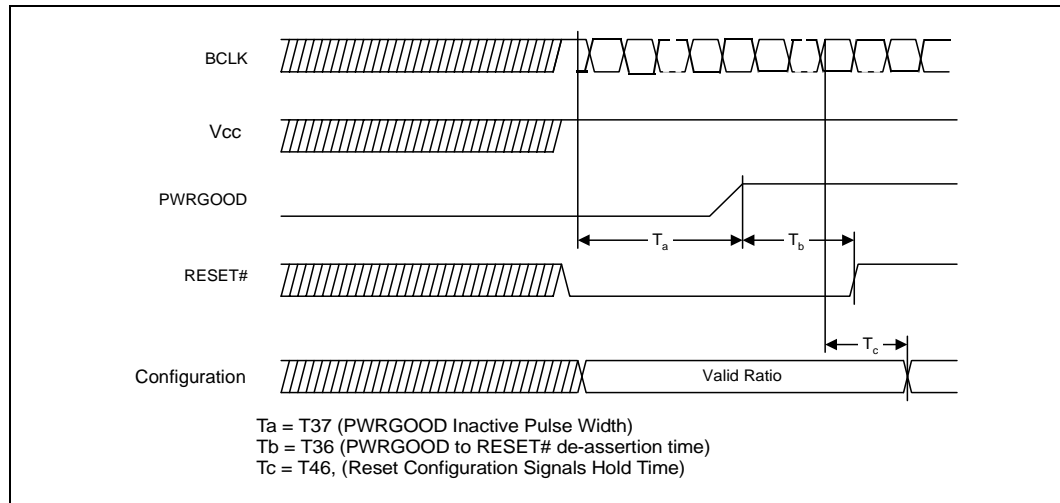 BCLK
Vcc
PWRGOOD
Ta
Tb
RESET#
Tc
Configuration
Valid Ratio
Ta = T37 (PWRGOOD Inactive Pulse Width)
Tb = T36 (PWRGOOD to RESET# de-assertion time)
Tc = T46, (Reset Configuration Signals Hold Time)